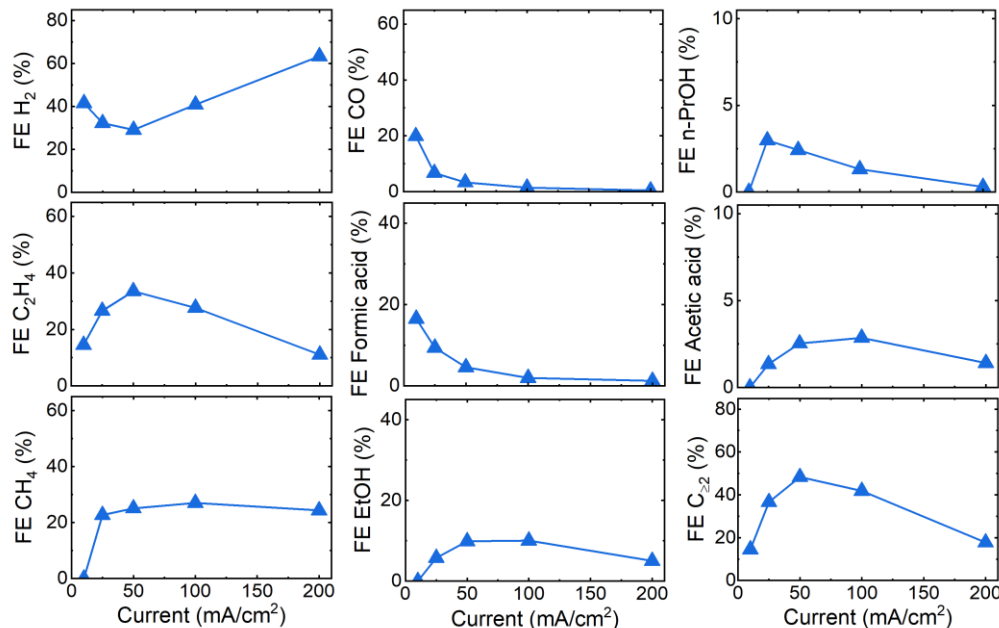 FE H₂ (%)
80
60
40
20
0
FE CO (%)
60
40
20
0
FE n-PrOH (%)
10
5
0
FE C₂H₄ (%)
60
40
20
0
FE Formic acid (%)
40
20
0
FE Acetic acid (%)
10
5
0
FE CH₄ (%)
60
40
20
0
0 50 100 150 200
Current (mA/cm²)
FE EtOH (%)
40
20
0
0 50 100 150 200
Current (mA/cm²)
FE C≥₂ (%)
80
60
40
20
0
0 50 100 150 200
Current (mA/cm²)